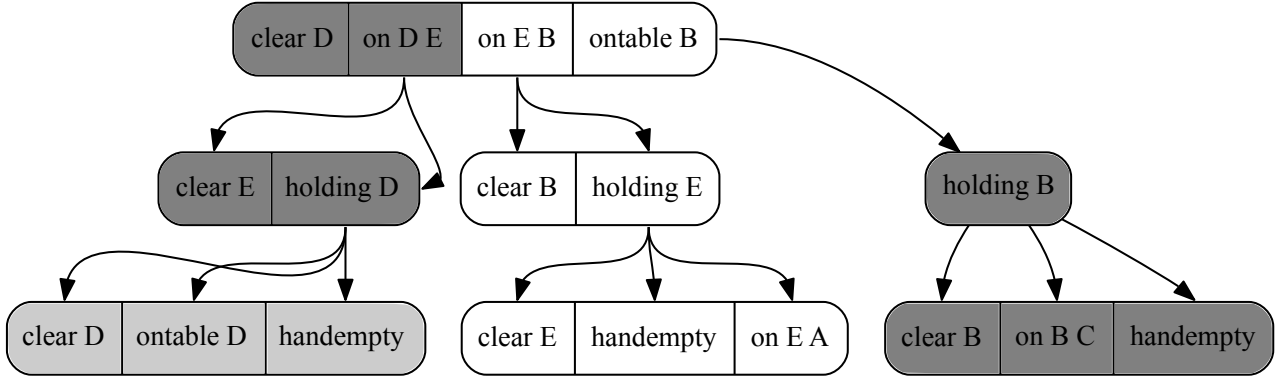 clear D on D E on E B ontable B
clear E holding D clear B holding E holding B
clear D ontable D handempty clear E handempty on E A clear B on B C handempty